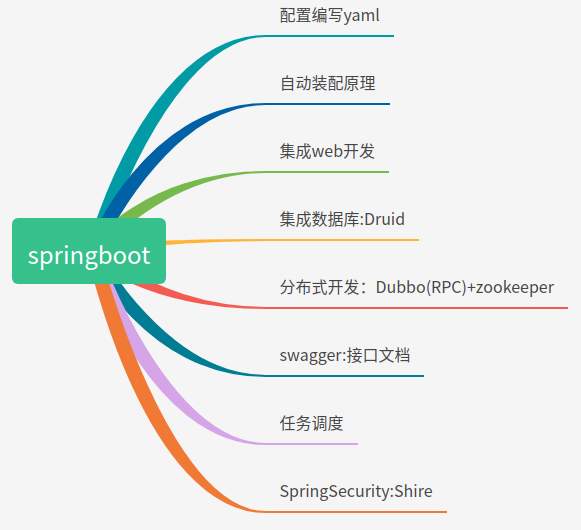 配置编写yaml
自动装配原理
集成web开发
集成数据库:Druid
springboot
分布式开发：Dubbo(RPC)+zookeeper
swagger:接口文档
任务调度
SpringSecurity:Shire